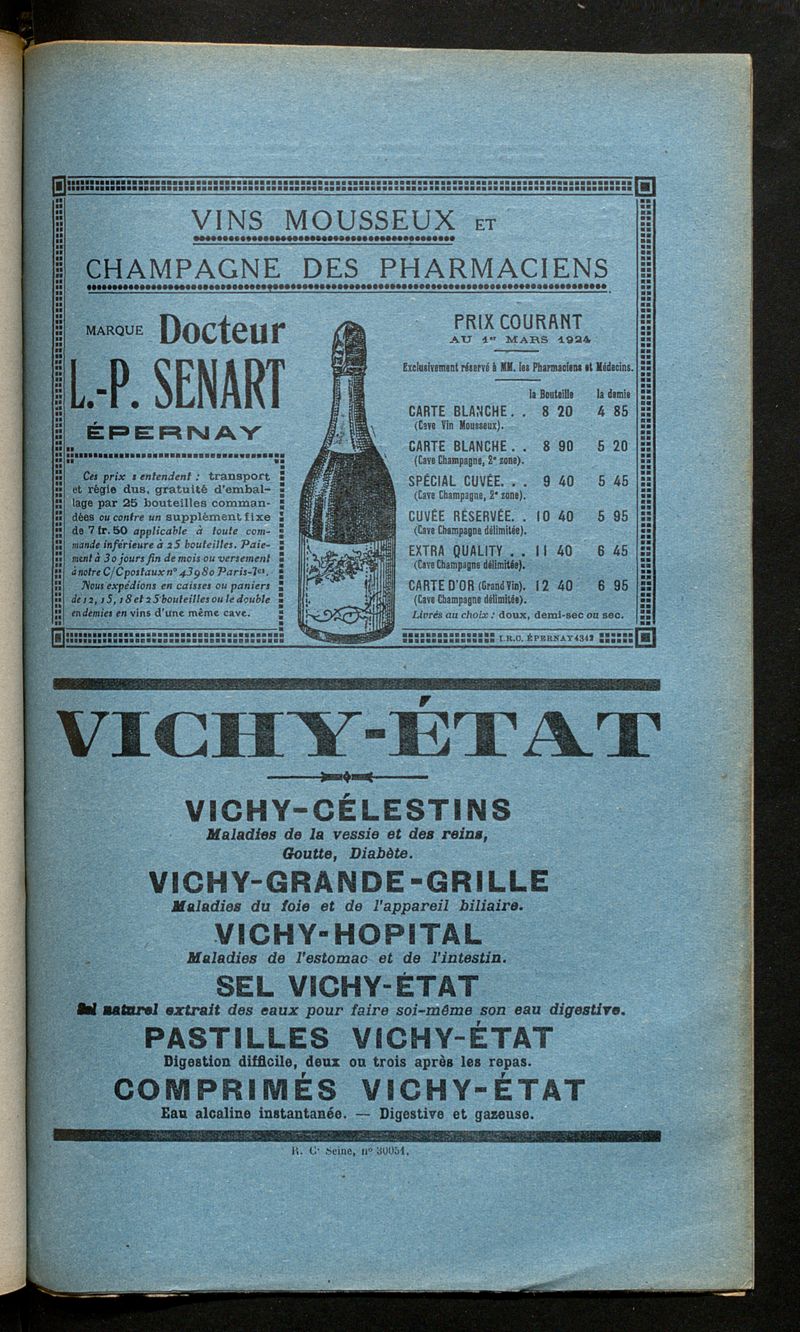 VINS MOUSSEUX ET
CHAMPAGNE DES PHARMACIENS
MARQUE Docteur
L.-P. SENART
ÉPERNAY
Ces prix s entendent : transport
et régie dus, gratuité d'embal-
lage par 25 bouteilles comman-
dées ou contre un supplément fixe
de 7 fr. 50 applicable à toute com-
mande inférieure à 25 bouteilles. Paie-
ment à 30 jours fin de mois ou versement
à notre C/C postaux n° 43980 Paris-1er.
Nous expédions en caisses ou paniers
de 12, 15, 18 et 25 bouteilles ou le double
en demies en vins d'une même cave.
PRIX COURANT
AU 1er MARS 1924
Exclusivement réservé à MM. les Pharmaciens et Médecins.
la Bouteille la demie
CARTE BLANCHE. . 8 20 4 85
(Cave Vin Mousseux).
CARTE BLANCHE . . 8 90 5 20
(Cave Champagne, 2e zone).
SPÉCIAL CUVÉE. . . 9 40 5 45
(Cave Champagne, 2e zone).
CUVÉE RÉSERVÉE. . 10 40 5 95
(Cave Champagne délimitée).
EXTRA QUALITY . . 11 40 6 45
(Cave Champagne délimitée).
CARTE D'OR (Grand Vin). 12 40 6 95
(Cave Champagne délimitée).
Livrés au choix : doux, demi-sec ou sec.
I.R.O. ÉPERNAY 4342
VICHY-ÉTAT
VICHY-CÉLESTINS
Maladies de la vessie et des reins,
Goutte, Diabète.
VICHY-GRANDE-GRILLE
Maladies du foie et de l'appareil biliaire.
VICHY-HOPITAL
Maladies de l'estomac et de l'intestin.
SEL VICHY-ÉTAT
Sel naturel extrait des eaux pour faire soi-même son eau digestive.
PASTILLES VICHY-ÉTAT
Digestion difficile, deux ou trois après les repas.
COMPRIMÉS VICHY-ÉTAT
Eau alcaline instantanée. — Digestive et gazeuse.
R. C. Seine, n° 30051.